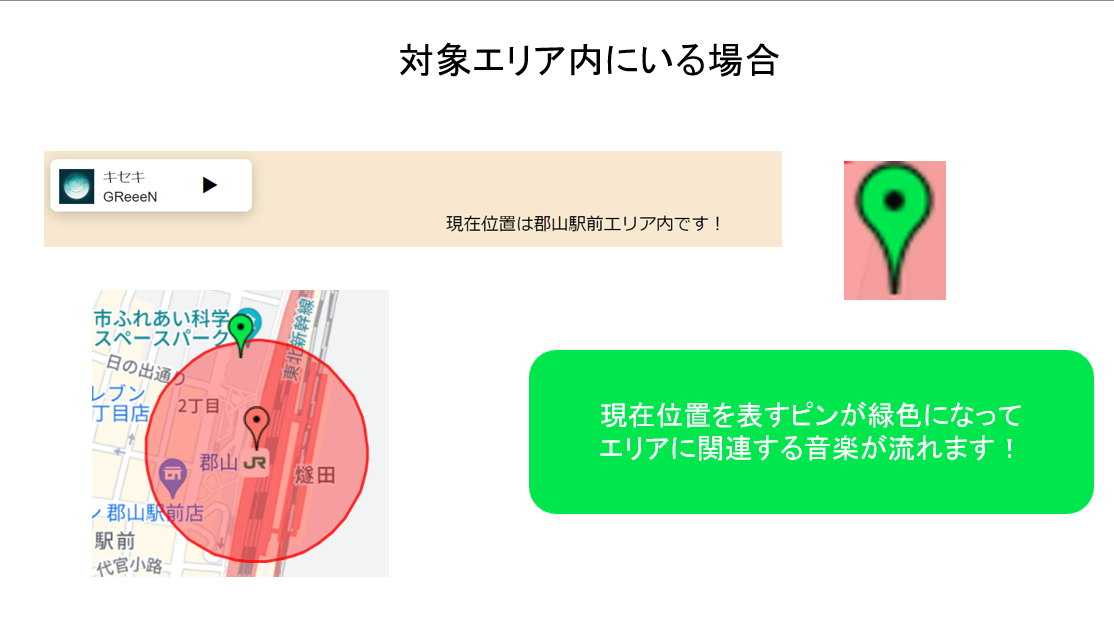 対象エリア内にいる場合
キセキ
GReeeN
現在位置は郡山駅前エリア内です！
市ふれあい科学
スペースパーク
東北新幹線
日の出通り
レブン
丁目店
2丁目
郡山
JR
燧田
ン 郡山駅前店
駅前
代官小路
現在位置を表すピンが緑色になって
エリアに関連する音楽が流れます！